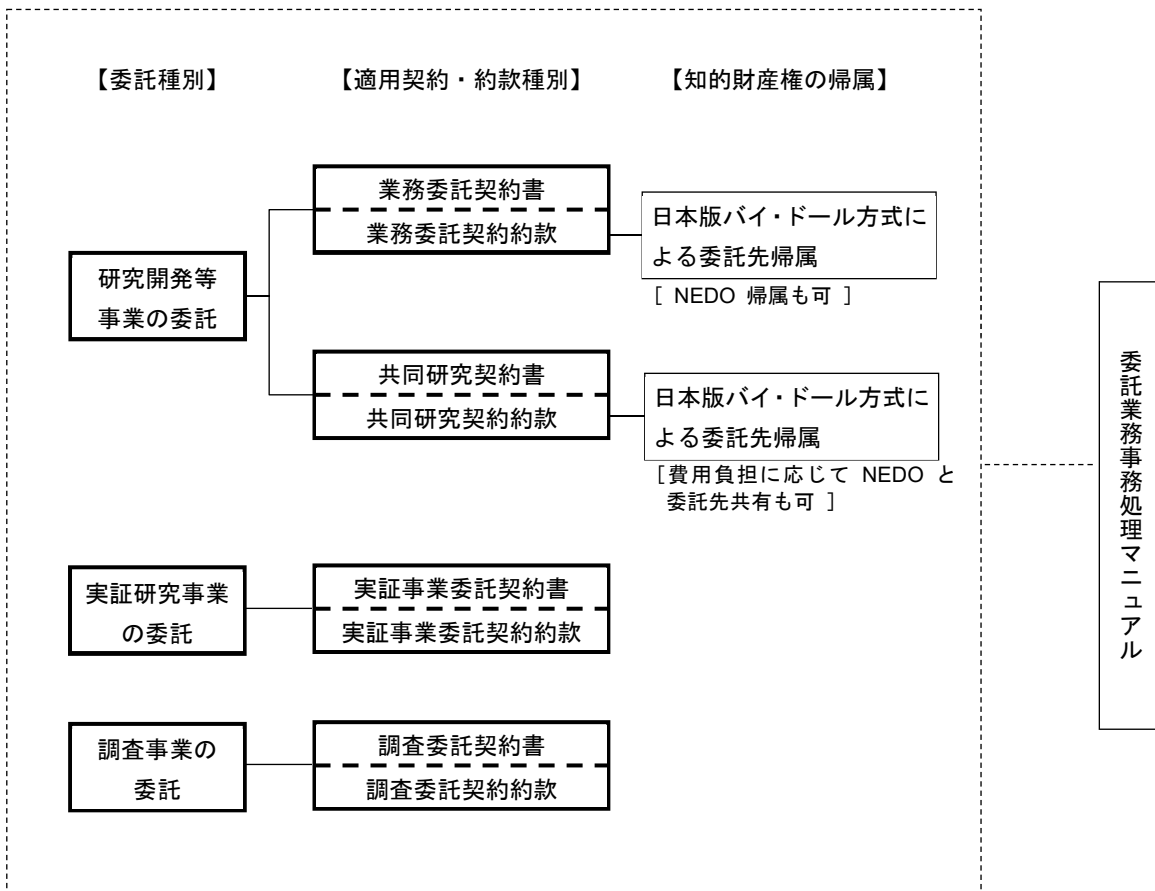 【委託種別】
【適用契約・約款種別】
【知的財産権の帰属】
研究開発等
事業の委託
業務委託契約書
業務委託契約約款
日本版バイ・ドール方式に
よる委託先帰属
[ NEDO 帰属も可 ]
共同研究契約書
共同研究契約約款
日本版バイ・ドール方式に
よる委託先帰属
[費用負担に応じて NEDO と
委託先共有も可 ]
実証研究事業
の委託
実証事業委託契約書
実証事業委託契約約款
調査事業の
委託
調査委託契約書
調査委託契約約款
委託業務事務処理マニュアル